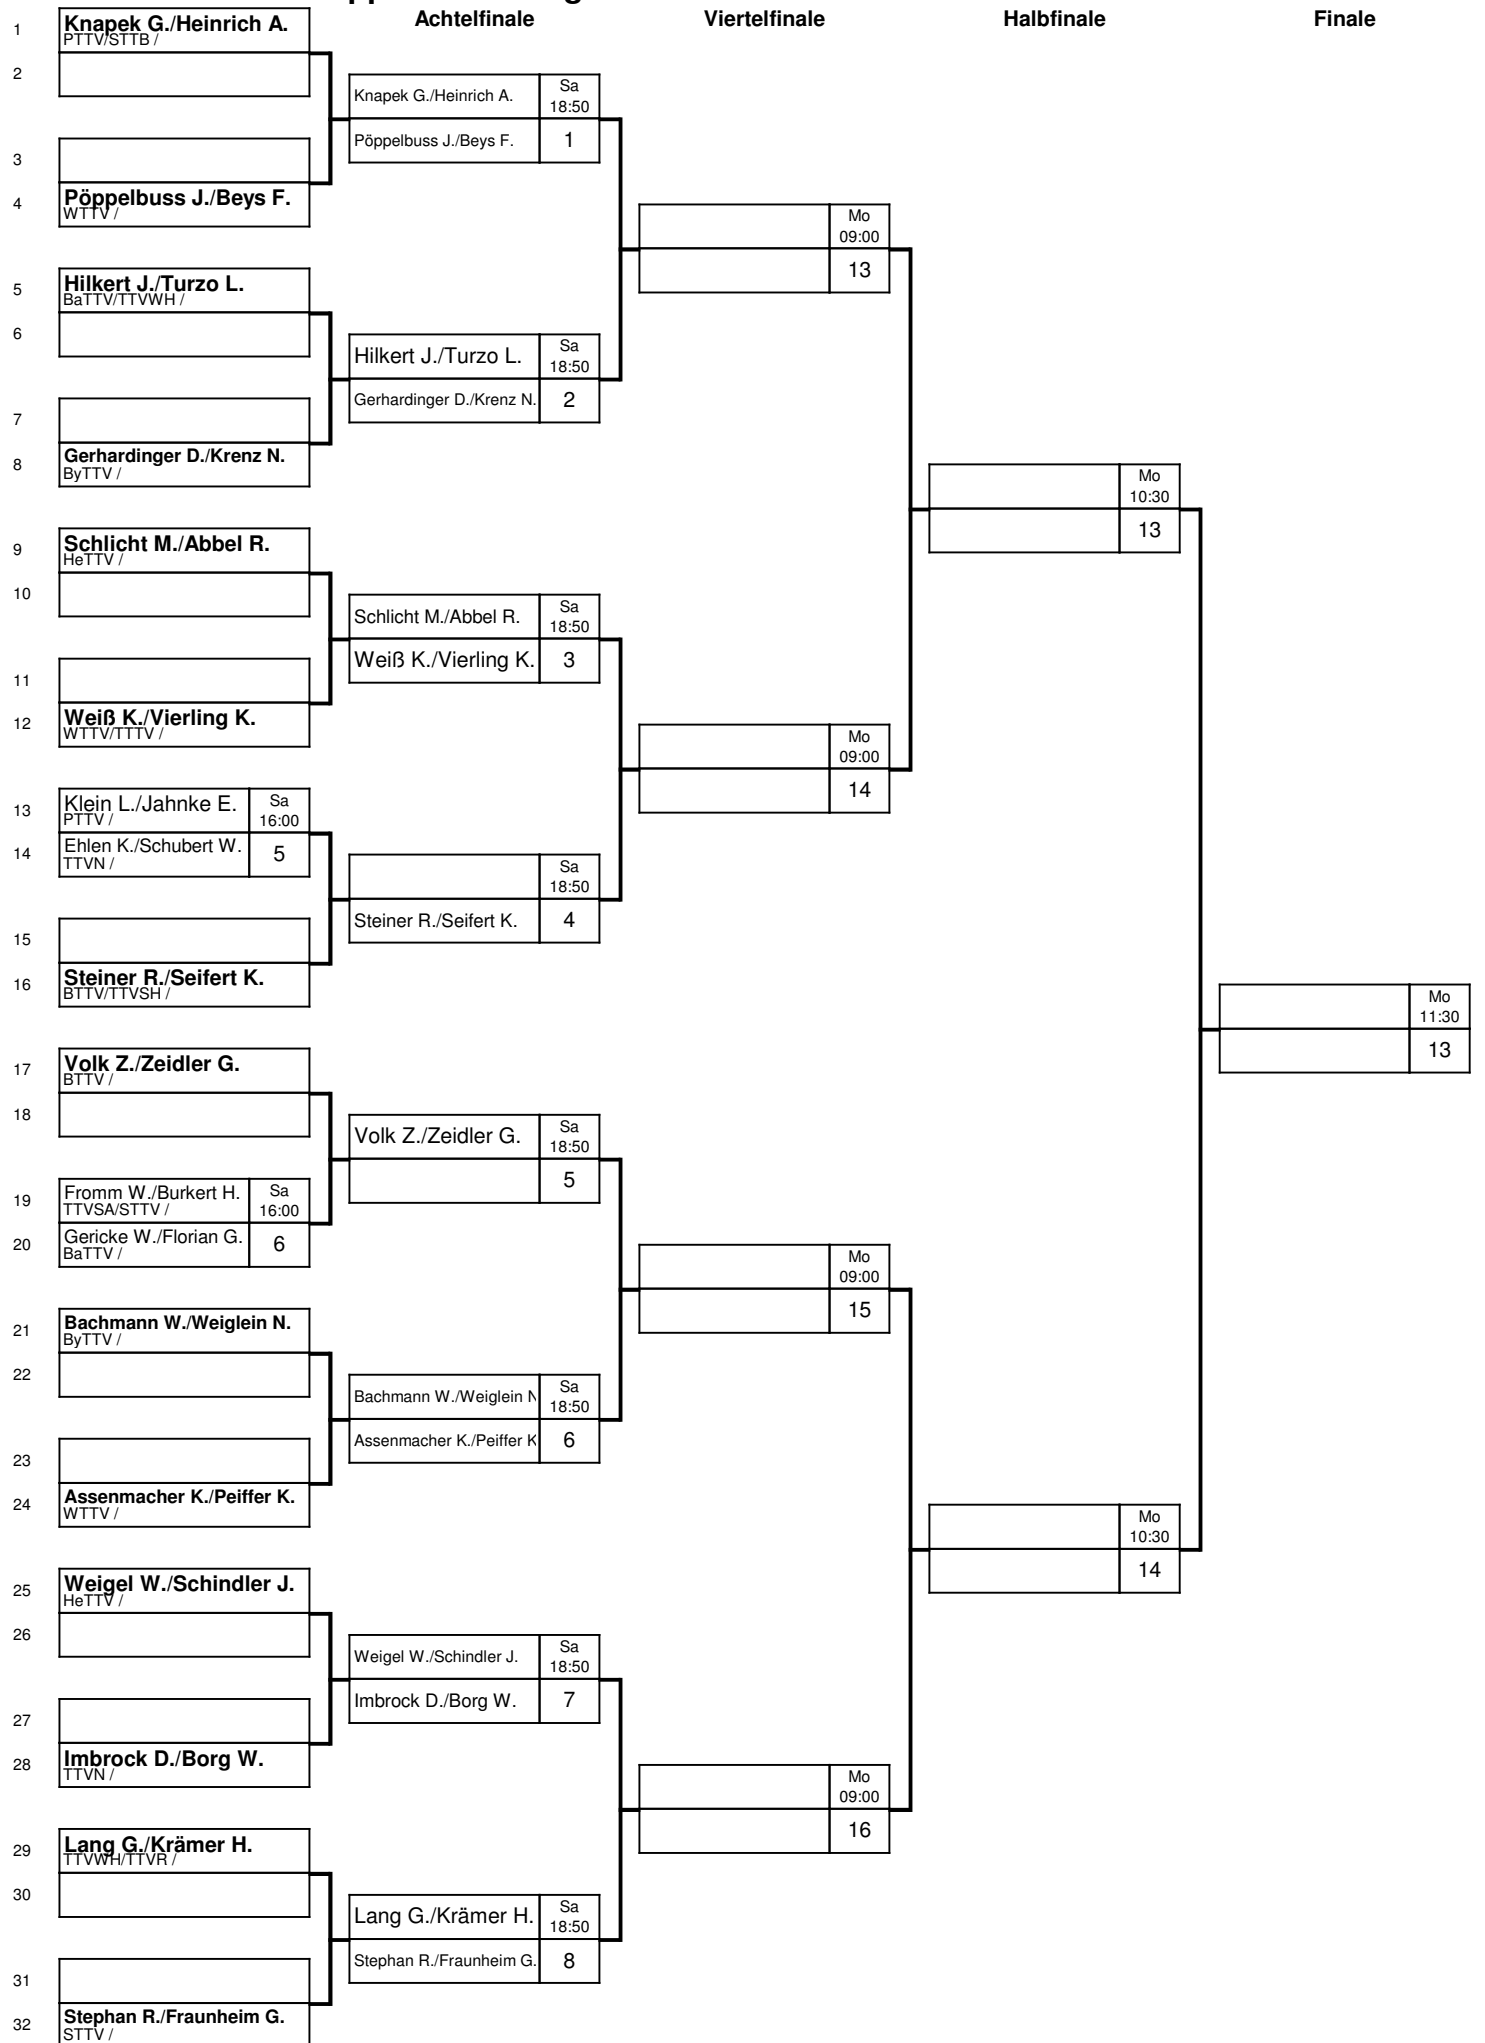 Achtelfinale Viertelfinale Halbfinale Finale
1 Knapek G./Heinrich A.
PTTV/STTB /
2
Knapek G./Heinrich A. Sa 18:50
Pöppelbuss J./Beys F. 1
3
4 Pöppelbuss J./Beys F.
WTTV /
Mo 09:00
13
5 Hilkert J./Turzo L.
BaTTV/TTVWH /
6
Hilkert J./Turzo L. Sa 18:50
Gerhardinger D./Krenz N. 2
7
8 Gerhardinger D./Krenz N.
ByTTV /
Mo 10:30
13
9 Schlicht M./Abbel R.
HeTTV /
10
Schlicht M./Abbel R. Sa 18:50
Weiß K./Vierling K. 3
11
12 Weiß K./Vierling K.
WTTV/TTTV /
Mo 09:00
14
13 Klein L./Jahnke E. Sa 16:00
PTTV /
14 Ehlen K./Schubert W. 5
TTVN /
Sa 18:50
Steiner R./Seifert K. 4
15
16 Steiner R./Seifert K.
BTTV/TTVSH /
Mo 11:30
13
17 Volk Z./Zeidler G.
BTTV /
18
Volk Z./Zeidler G. Sa 18:50
5
19 Fromm W./Burkert H. Sa 16:00
TTVSA/STTV /
20 Gericke W./Florian G. 6
BaTTV /
Mo 09:00
15
21 Bachmann W./Weiglein N.
ByTTV /
22
Bachmann W./Weiglein N Sa 18:50
Assenmacher K./Peiffer K 6
23
24 Assenmacher K./Peiffer K.
WTTV /
Mo 10:30
14
25 Weigel W./Schindler J.
HeTTV /
26
Weigel W./Schindler J. Sa 18:50
Imbrock D./Borg W. 7
27
28 Imbrock D./Borg W.
TTVN /
Mo 09:00
16
29 Lang G./Krämer H.
TTVWH/TTVR /
30
Lang G./Krämer H. Sa 18:50
Stephan R./Fraunheim G. 8
31
32 Stephan R./Fraunheim G.
STTV /